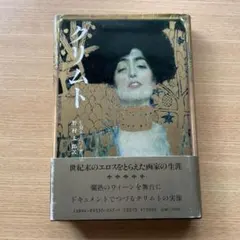 クリムト
世紀末のエロスをとらえた画家の生涯
爛熟のウィーンを舞台に
ドキュメントでつづるクリムトの実像